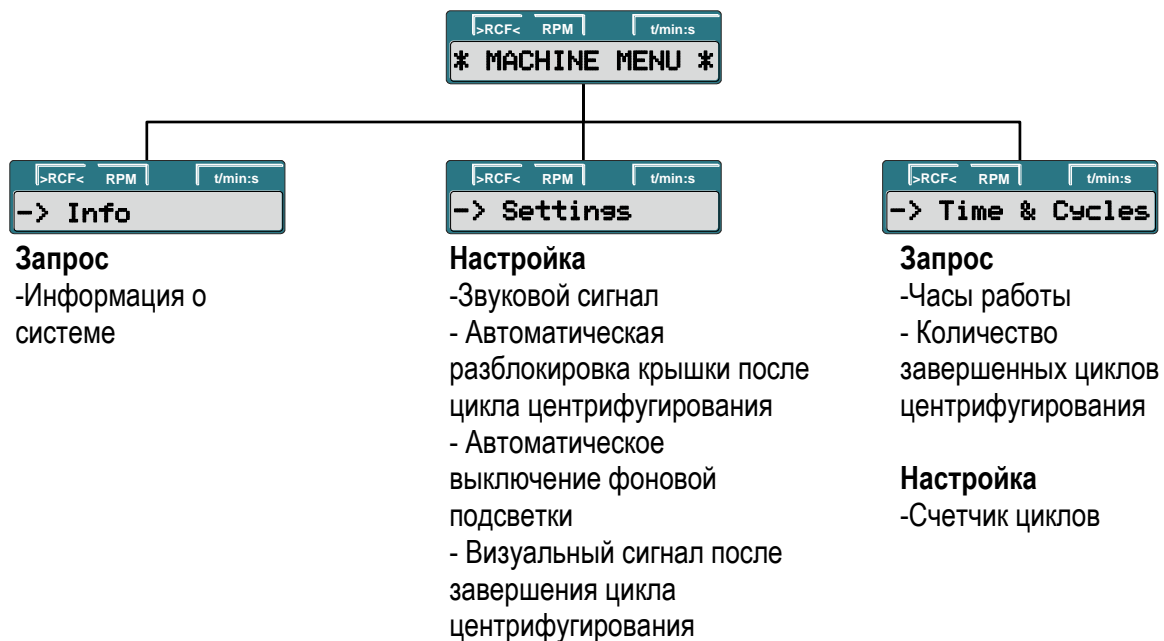 >RCF< RPM t/min:s
* MACHINE MENU *
>RCF< RPM t/min:s
-> Info
Запрос
-Информация о
системе
>RCF< RPM t/min:s
-> Settings
Настройка
-Звуковой сигнал
- Автоматическая
разблокировка крышки после
цикла центрифугирования
- Автоматическое
выключение фоновой
подсветки
- Визуальный сигнал после
завершения цикла
центрифугирования
>RCF< RPM t/min:s
-> Time & Cycles
Запрос
-Часы работы
- Количество
завершенных циклов
центрифугирования
Настройка
-Счетчик циклов